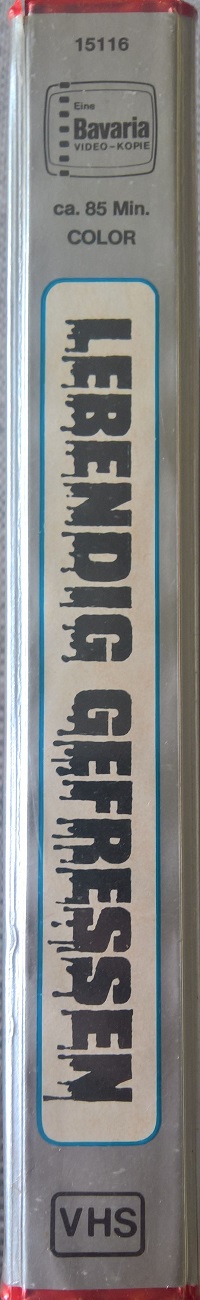 15116
Eine
Bavaria
VIDEO-KOPIE
ca. 85 Min.
COLOR
LEBENDIG GEFRESSEN
VHS